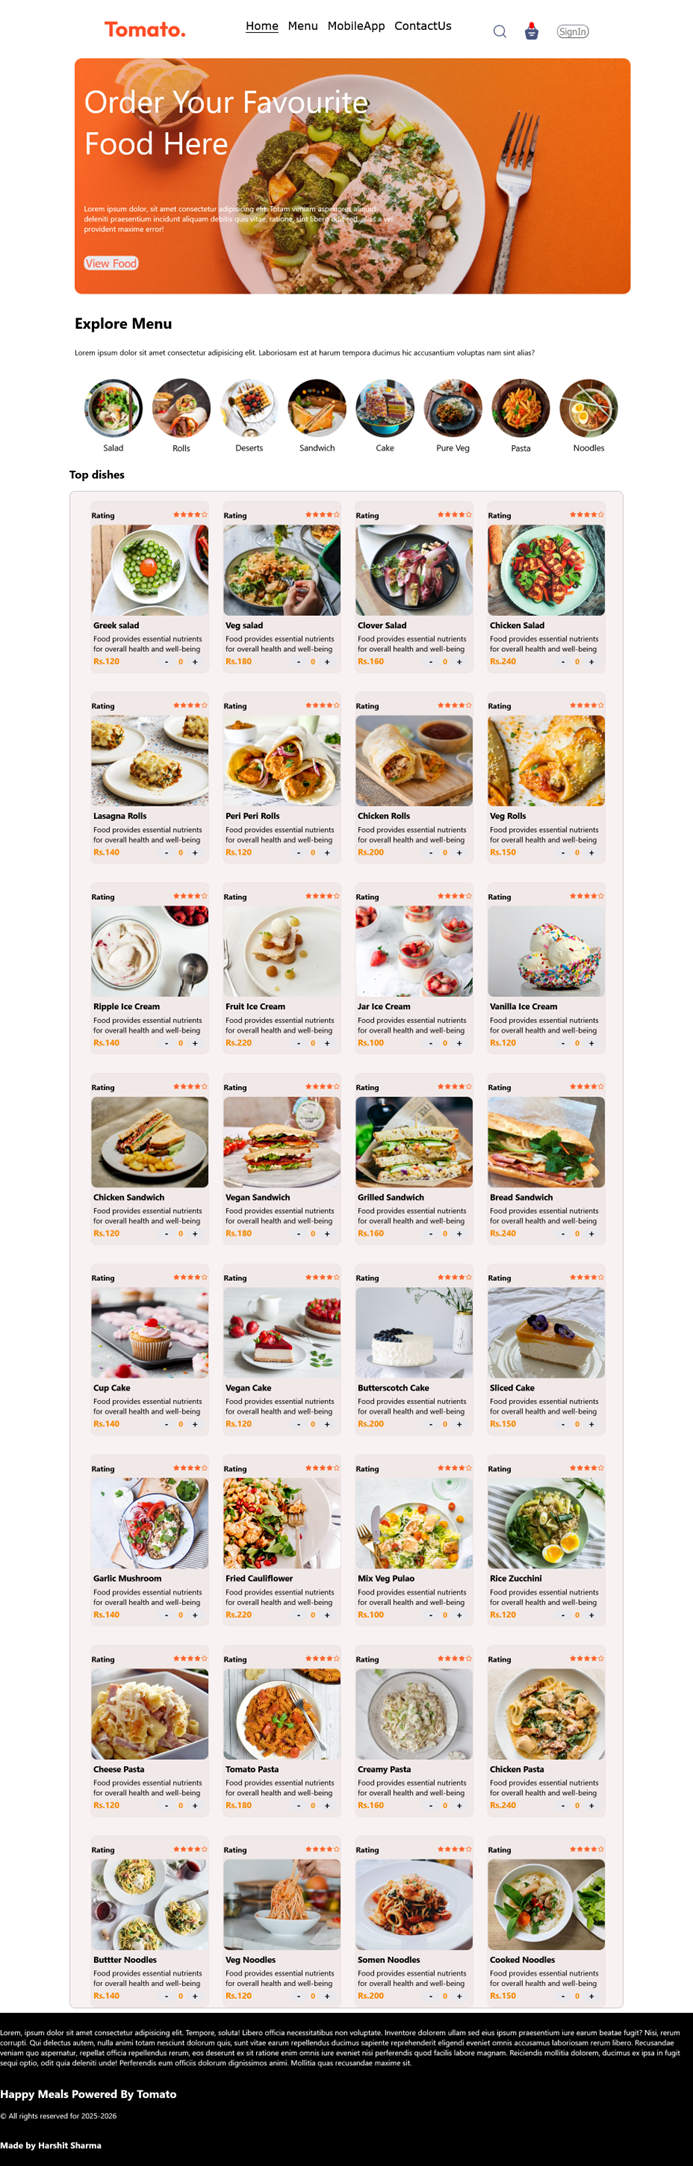 Tomato.
Home Menu MobileApp ContactUs
SignIn
Order Your Favourite
Food Here
Lorem ipsum dolor, sit amet consectetur adipisicing elit. Totam veniam asperiores aliquid
deleniti praesentium incidunt aliquam debitis quis vitae, ratione, sint libero odit sed, alias a vel
provident maxime error!
View Food
Explore Menu
Lorem ipsum dolor sit amet consectetur adipisicing elit. Laboriosam est at harum tempora ducimus hic accusantium voluptas nam sint alias?
Salad Rolls Deserts Sandwich Cake Pure Veg Pasta Noodles
Top dishes
Rating Rating Rating Rating
Greek salad Veg salad Clover Salad Chicken Salad
Food provides essential nutrients Food provides essential nutrients Food provides essential nutrients Food provides essential nutrients
for overall health and well-being for overall health and well-being for overall health and well-being for overall health and well-being
Rs.120 - 0 + Rs.180 - 0 + Rs.160 - 0 + Rs.240 - 0 +
Rating Rating Rating Rating
Lasagna Rolls Peri Peri Rolls Chicken Rolls Veg Rolls
Food provides essential nutrients Food provides essential nutrients Food provides essential nutrients Food provides essential nutrients
for overall health and well-being for overall health and well-being for overall health and well-being for overall health and well-being
Rs.140 - 0 + Rs.120 - 0 + Rs.200 - 0 + Rs.150 - 0 +
Rating Rating Rating Rating
Ripple Ice Cream Fruit Ice Cream Jar Ice Cream Vanilla Ice Cream
Food provides essential nutrients Food provides essential nutrients Food provides essential nutrients Food provides essential nutrients
for overall health and well-being for overall health and well-being for overall health and well-being for overall health and well-being
Rs.140 - 0 + Rs.220 - 0 + Rs.100 - 0 + Rs.120 - 0 +
Rating Rating Rating Rating
Chicken Sandwich Vegan Sandwich Grilled Sandwich Bread Sandwich
Food provides essential nutrients Food provides essential nutrients Food provides essential nutrients Food provides essential nutrients
for overall health and well-being for overall health and well-being for overall health and well-being for overall health and well-being
Rs.120 - 0 + Rs.180 - 0 + Rs.160 - 0 + Rs.240 - 0 +
Rating Rating Rating Rating
Cup Cake Vegan Cake Butterscotch Cake Sliced Cake
Food provides essential nutrients Food provides essential nutrients Food provides essential nutrients Food provides essential nutrients
for overall health and well-being for overall health and well-being for overall health and well-being for overall health and well-being
Rs.140 - 0 + Rs.120 - 0 + Rs.200 - 0 + Rs.150 - 0 +
Rating Rating Rating Rating
Garlic Mushroom Fried Cauliflower Mix Veg Pulao Rice Zucchini
Food provides essential nutrients Food provides essential nutrients Food provides essential nutrients Food provides essential nutrients
for overall health and well-being for overall health and well-being for overall health and well-being for overall health and well-being
Rs.140 - 0 + Rs.220 - 0 + Rs.100 - 0 + Rs.120 - 0 +
Rating Rating Rating Rating
Cheese Pasta Tomato Pasta Creamy Pasta Chicken Pasta
Food provides essential nutrients Food provides essential nutrients Food provides essential nutrients Food provides essential nutrients
for overall health and well-being for overall health and well-being for overall health and well-being for overall health and well-being
Rs.120 - 0 + Rs.180 - 0 + Rs.160 - 0 + Rs.240 - 0 +
Rating Rating Rating Rating
Buttter Noodles Veg Noodles Somen Noodles Cooked Noodles
Food provides essential nutrients Food provides essential nutrients Food provides essential nutrients Food provides essential nutrients
for overall health and well-being for overall health and well-being for overall health and well-being for overall health and well-being
Rs.140 - 0 + Rs.120 - 0 + Rs.200 - 0 + Rs.150 - 0 +
Lorem, ipsum dolor sit amet consectetur adipisicing elit. Tempore, soluta! Libero officia necessitatibus non voluptate. Inventore dolorem ullam sed eius ipsum praesentium iure earum beatae fugit? Nisi, rerum
corrupti. Qui delectus autem, nulla animi totam nesciunt dolorum quis, sunt vitae earum repellendus ducimus sapiente reprehenderit eligendi eveniet omnis accusamus laboriosam rerum libero. Recusandae
veniam quo aspernatur, repellat officia repellendus rerum, eos deserunt ex sit ratione enim omnis iure eveniet nisi perferendis quod facilis labore magnam. Reiciendis mollitia dolorem, ducimus ex ipsa in fugit
sequi optio, odit quia deleniti unde! Perferendis eum officiis dolorum dignissimos animi. Mollitia quas recusandae maxime sit.
Happy Meals Powered By Tomato
© All rights reserved for 2025-2026
Made by Harshit Sharma